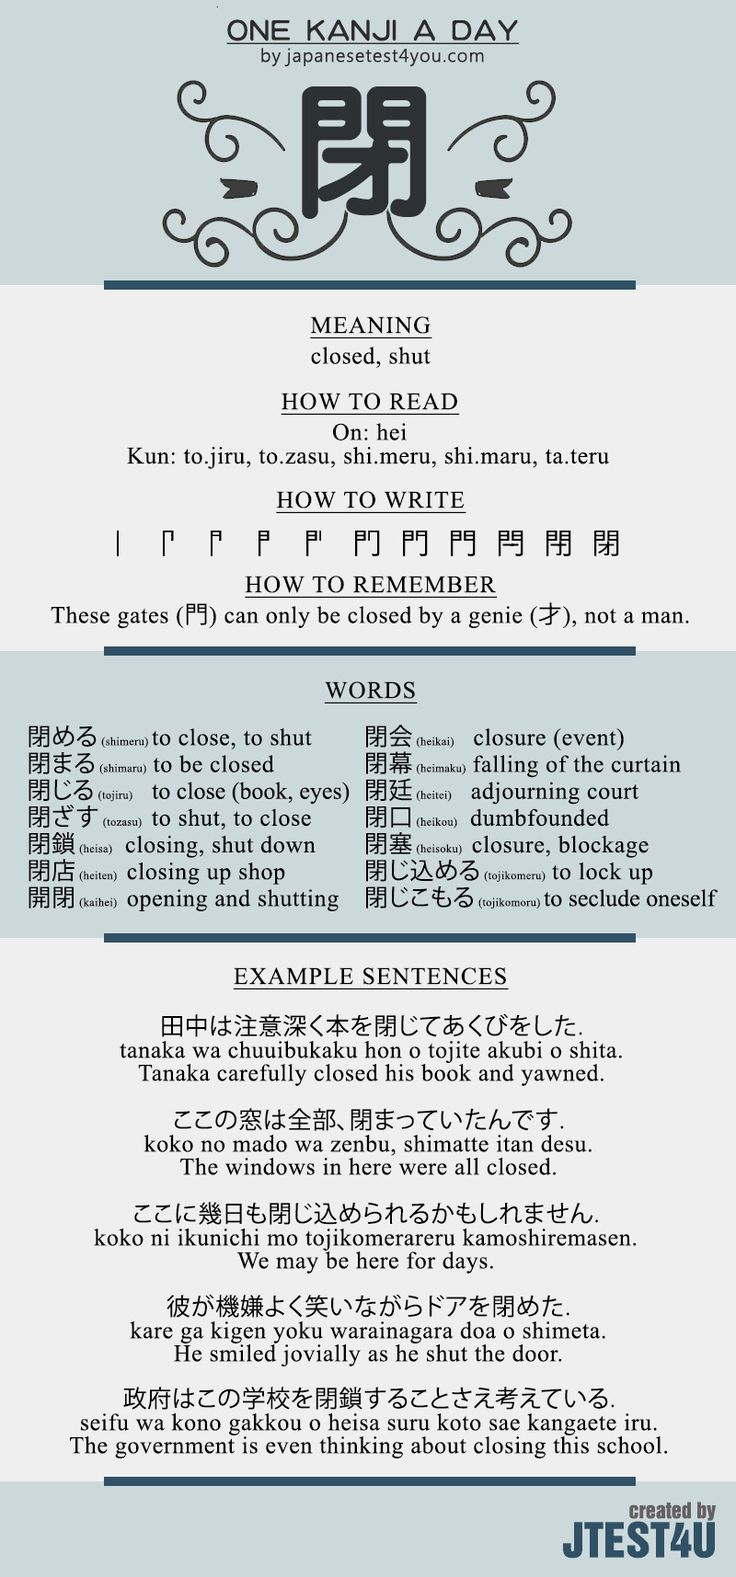 ONE KANJI A DAY
by japanesetest4you.com
閉
MEANING
closed, shut
HOW TO READ
On: hei
Kun: to.jiru, to.zasu, shi.meru, shi.maru, ta.teru
HOW TO WRITE
閉
HOW TO REMEMBER
These gates (門) can only be closed by a genie (才), not a man.
WORDS
閉める (shimeru) to close, to shut
閉まる (shimaru) to be closed
閉じる (tojiru) to close (book, eyes)
閉ざす (tozasu) to shut, to close
閉鎖 (heisa) closing, shut down
閉店 (heiten) closing up shop
開閉 (kaihei) opening and shutting
閉会 (heikai) closure (event)
閉幕 (heimaku) falling of the curtain
閉廷 (heitei) adjourning court
閉口 (heikou) dumbfounded
閉塞 (heisoku) closure, blockage
閉じ込める (tojikomeru) to lock up
閉じこもる (tojikomoru) to seclude oneself
EXAMPLE SENTENCES
田中は注意深く本を閉じてあくびをした.
tanaka wa chuuibukaku hon o tojite akubi o shita.
Tanaka carefully closed his book and yawned.
ここの窓は全部、閉まっていたんです.
koko no mado wa zenbu, shimatte itan desu.
The windows in here were all closed.
ここに幾日も閉じ込められるかもしれません.
koko ni ikunichi mo tojikomerareru kamoshiremasen.
We may be here for days.
彼が機嫌よく笑いながらドアを閉めた.
kare ga kigen yoku warainagara doa o shimeta.
He smiled jovially as he shut the door.
政府はこの学校を閉鎖することさえ考えている.
seifu wa kono gakkou o heisa suru koto sae kangaete iru.
The government is even thinking about closing this school.
created by
JTEST4U